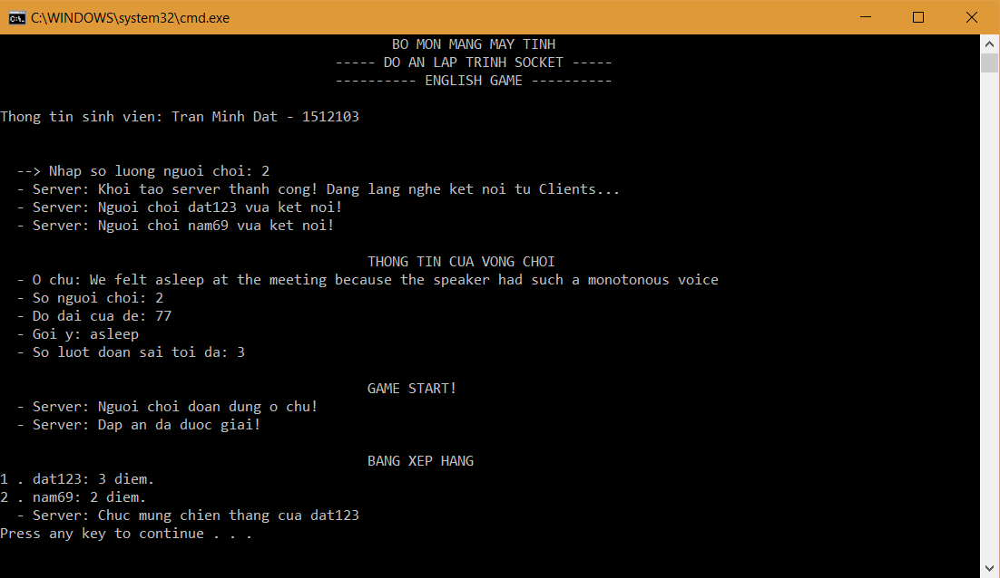 C:\WINDOWS\system32\cmd.exe
BO MON MANG MAY TINH
----- DO AN LAP TRINH SOCKET -----
---------- ENGLISH GAME ----------
Thong tin sinh vien: Tran Minh Dat - 1512103
--> Nhap so luong nguoi choi: 2
- Server: Khoi tao server thanh cong! Dang lang nghe ket noi tu Clients...
- Server: Nguoi choi dat123 vua ket noi!
- Server: Nguoi choi nam69 vua ket noi!
THONG TIN CUA VONG CHOI
- O chu: We felt asleep at the meeting because the speaker had such a monotonous voice
- So nguoi choi: 2
- Do dai cua de: 77
- Goi y: asleep
- So luot doan sai toi da: 3
GAME START!
- Server: Nguoi choi doan dung o chu!
- Server: Dap an da duoc giai!
BANG XEP HANG
1 . dat123: 3 diem.
2 . nam69: 2 diem.
- Server: Chuc mung chien thang cua dat123
Press any key to continue . . .